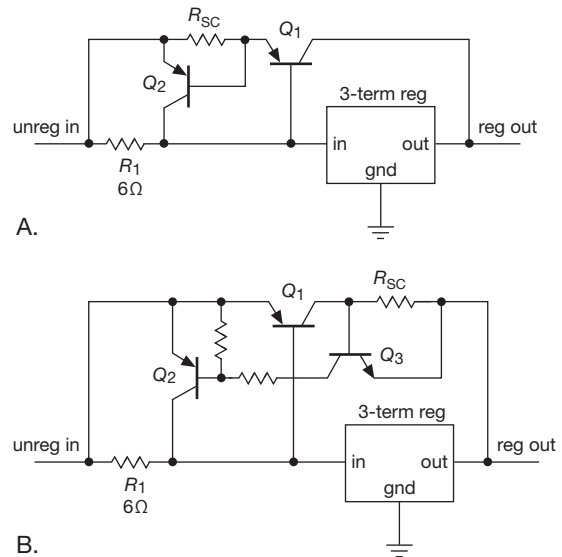 R_SC
Q1
Q2
3-term reg
unreg in
in
out
reg out
R1
6Ω
gnd
A.
Q1
R_SC
Q2
Q3
3-term reg
unreg in
in
out
reg out
R1
6Ω
gnd
B.